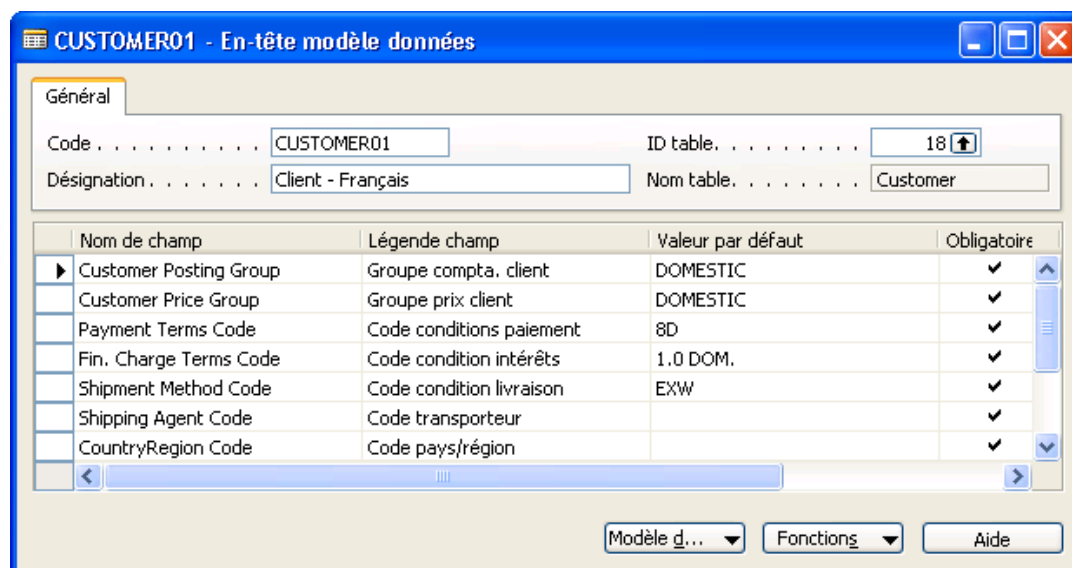 CUSTOMER01 - En-tête modèle données
Général
Code . . . . . . . . . . CUSTOMER01 ID table. . . . . . . . . 18
Désignation . . . . . . . Client - Français Nom table. . . . . . . . Customer
Nom de champ Légende champ Valeur par défaut Obligatoire
Customer Posting Group Groupe compta. client DOMESTIC ✔
Customer Price Group Groupe prix client DOMESTIC ✔
Payment Terms Code Code conditions paiement 8D ✔
Fin. Charge Terms Code Code condition intérêts 1.0 DOM. ✔
Shipment Method Code Code condition livraison EXW ✔
Shipping Agent Code Code transporteur ✔
CountryRegion Code Code pays/région ✔
Modèle d... Fonctions Aide